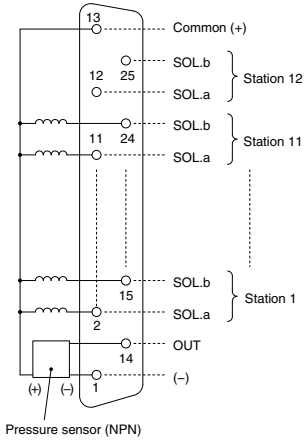 13 Common (+)
25 SOL.b
12 SOL.a
Station 12
24 SOL.b
11 SOL.a
Station 11
15 SOL.b
2 SOL.a
Station 1
14 OUT
1 (–)
(+) (–)
Pressure sensor (NPN)